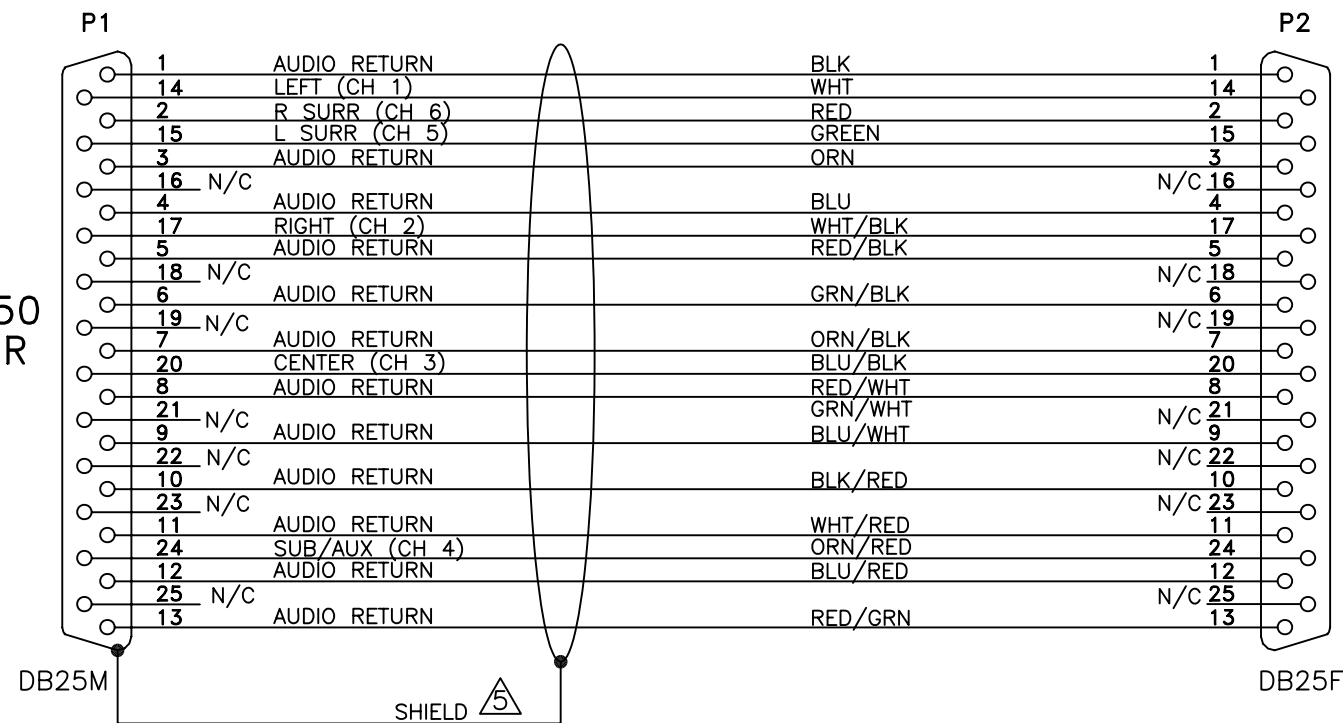 P1 P2
1 AUDIO RETURN BLK 1
14 LEFT (CH 1) WHT 14
2 R SURR (CH 6) RED 2
15 L SURR (CH 5) GREEN 15
3 AUDIO RETURN ORN 3
16 N/C N/C 16
4 AUDIO RETURN BLU 4
17 RIGHT (CH 2) WHT/BLK 17
5 AUDIO RETURN RED/BLK 5
18 N/C N/C 18
50 6 AUDIO RETURN GRN/BLK 6
19 N/C N/C 19
R 7 AUDIO RETURN ORN/BLK 7
20 CENTER (CH 3) BLU/BLK 20
8 AUDIO RETURN RED/WHT 8
21 N/C GRN/WHT N/C 21
9 AUDIO RETURN BLU/WHT 9
22 N/C N/C 22
10 AUDIO RETURN BLK/RED 10
23 N/C N/C 23
11 AUDIO RETURN WHT/RED 11
24 SUB/AUX (CH 4) ORN/RED 24
12 AUDIO RETURN BLU/RED 12
25 N/C N/C 25
13 AUDIO RETURN RED/GRN 13
DB25M DB25F
SHIELD 5